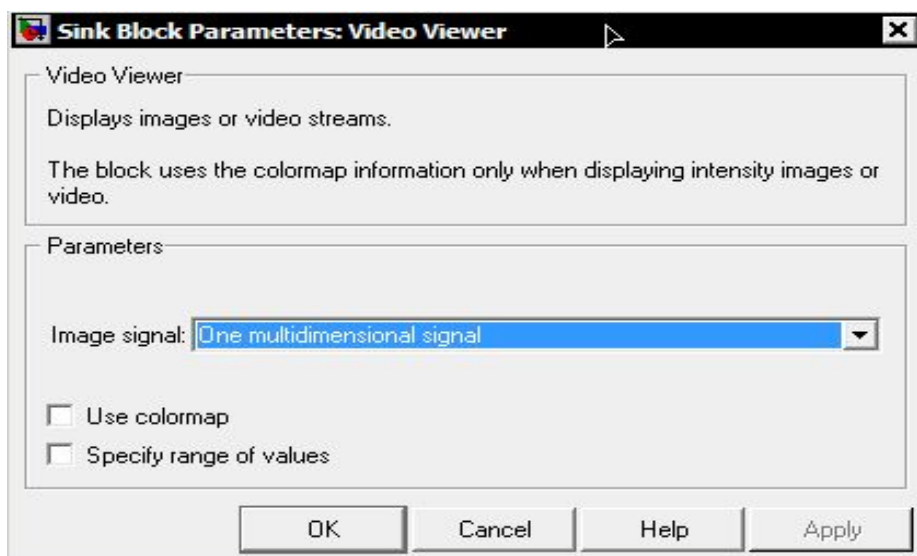 Sink Block Parameters: Video Viewer
Video Viewer
Displays images or video streams.
The block uses the colormap information only when displaying intensity images or
video.
Parameters
Image signal: One multidimensional signal
Use colormap
Specify range of values
OK Cancel Help Apply